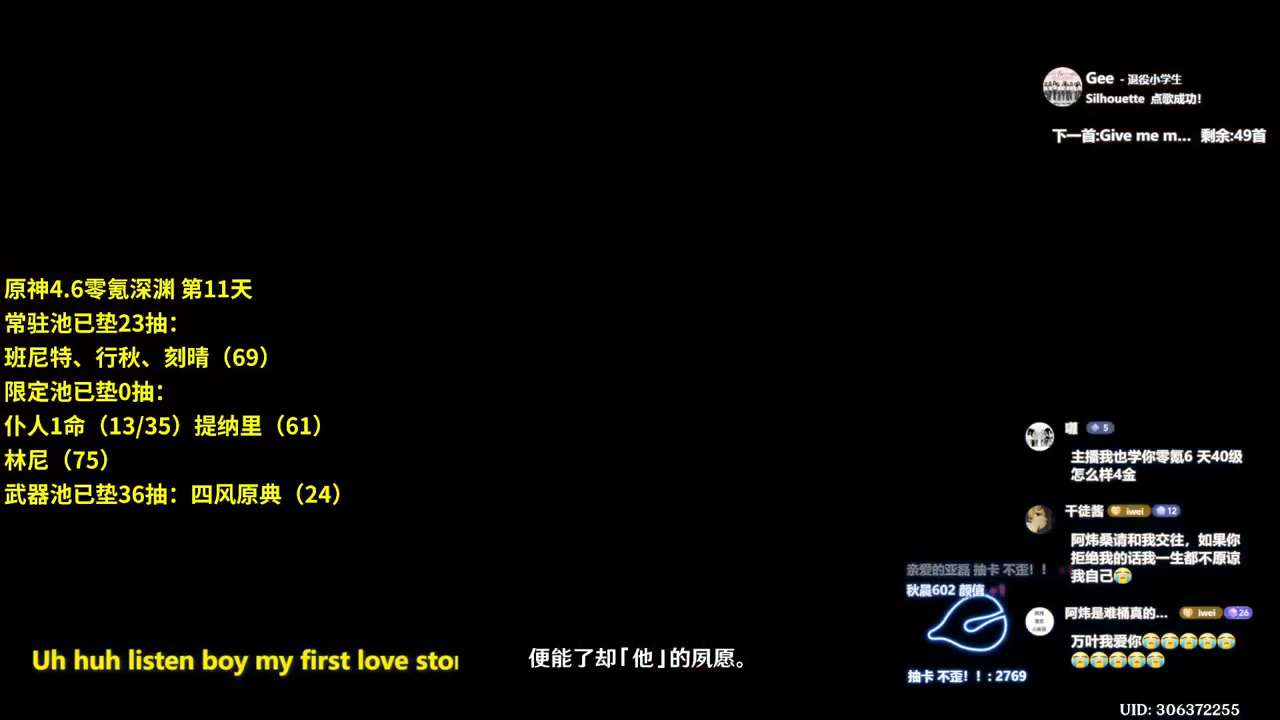 Gee - 退役小学生
Silhouette 点歌成功!
下一首:Give me m... 剩余:49首
原神4.6零氪深渊 第11天
常驻池已垫23抽:
班尼特、行秋、刻晴（69）
限定池已垫0抽:
仆人1命（13/35）提纳里（61）
林尼（75）
武器池已垫36抽: 四风原典（24）
5
主播我也学你零氪6 天40级
怎么样4金
干徒酱 iwei 12
阿炜桑请和我交往，如果你
拒绝我的话我一生都不原谅
我自己😭
亲爱的亚磊 抽卡 不歪！！
秋晨602 颜值 +1
抽卡 不歪！！: 2769
阿炜是难桶真的... iwei 26
万叶我爱你😭😭😭😭😭
😭😭😭😭😭
Uh huh listen boy my first love stor
便能了却「他」的夙愿。
UID: 306372255